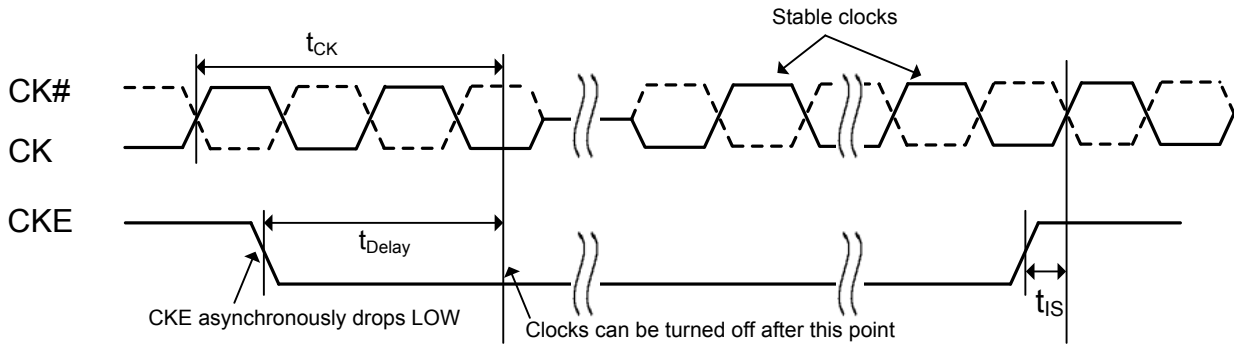 Stable clocks
tCK
CK#
CK
CKE
tDelay
tIS
CKE asynchronously drops LOW
Clocks can be turned off after this point